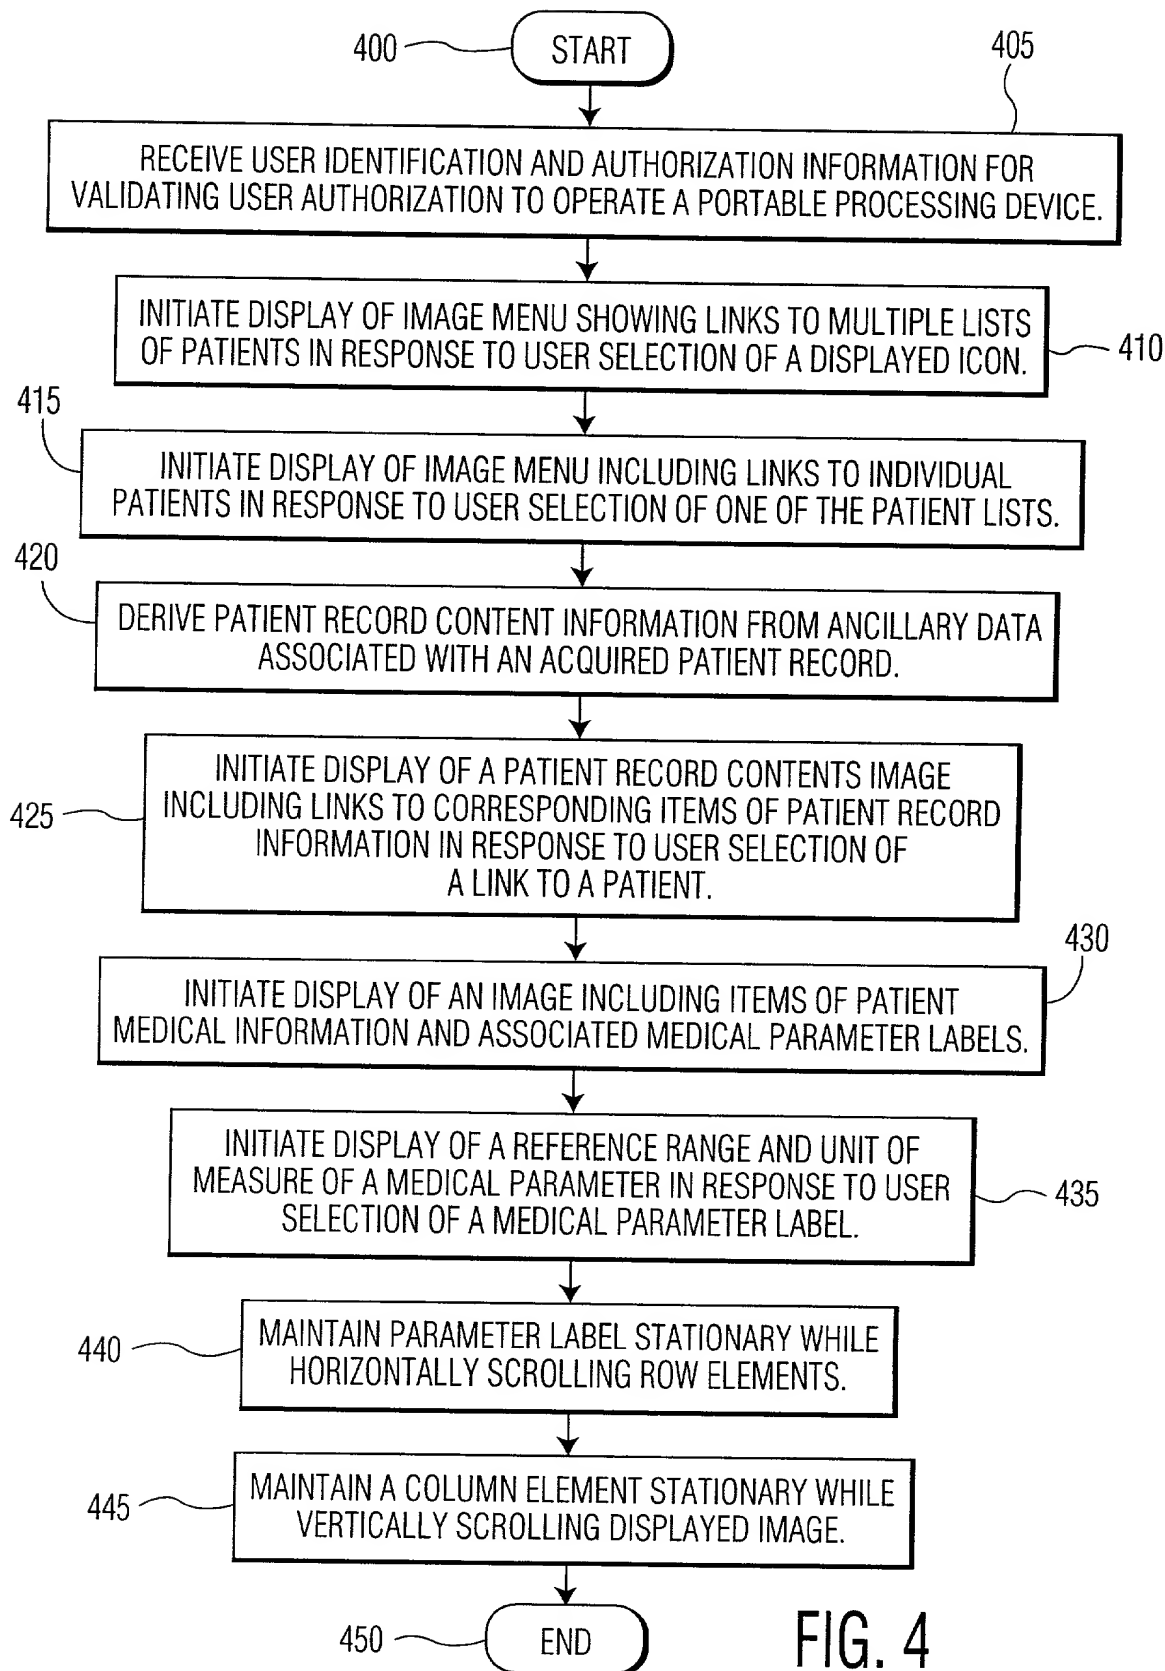 400
START
405
RECEIVE USER IDENTIFICATION AND AUTHORIZATION INFORMATION FOR
VALIDATING USER AUTHORIZATION TO OPERATE A PORTABLE PROCESSING DEVICE.
INITIATE DISPLAY OF IMAGE MENU SHOWING LINKS TO MULTIPLE LISTS
OF PATIENTS IN RESPONSE TO USER SELECTION OF A DISPLAYED ICON.
410
415
INITIATE DISPLAY OF IMAGE MENU INCLUDING LINKS TO INDIVIDUAL
PATIENTS IN RESPONSE TO USER SELECTION OF ONE OF THE PATIENT LISTS.
420
DERIVE PATIENT RECORD CONTENT INFORMATION FROM ANCILLARY DATA
ASSOCIATED WITH AN ACQUIRED PATIENT RECORD.
425
INITIATE DISPLAY OF A PATIENT RECORD CONTENTS IMAGE
INCLUDING LINKS TO CORRESPONDING ITEMS OF PATIENT RECORD
INFORMATION IN RESPONSE TO USER SELECTION OF
A LINK TO A PATIENT.
430
INITIATE DISPLAY OF AN IMAGE INCLUDING ITEMS OF PATIENT
MEDICAL INFORMATION AND ASSOCIATED MEDICAL PARAMETER LABELS.
INITIATE DISPLAY OF A REFERENCE RANGE AND UNIT OF
MEASURE OF A MEDICAL PARAMETER IN RESPONSE TO USER
SELECTION OF A MEDICAL PARAMETER LABEL.
435
440
MAINTAIN PARAMETER LABEL STATIONARY WHILE
HORIZONTALLY SCROLLING ROW ELEMENTS.
445
MAINTAIN A COLUMN ELEMENT STATIONARY WHILE
VERTICALLY SCROLLING DISPLAYED IMAGE.
450
END
FIG. 4